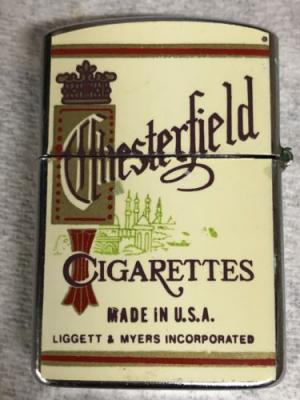 Chesterfield
CIGARETTES
MADE iN U.S.A.
LIGGETT & MYERS INCORPORATED